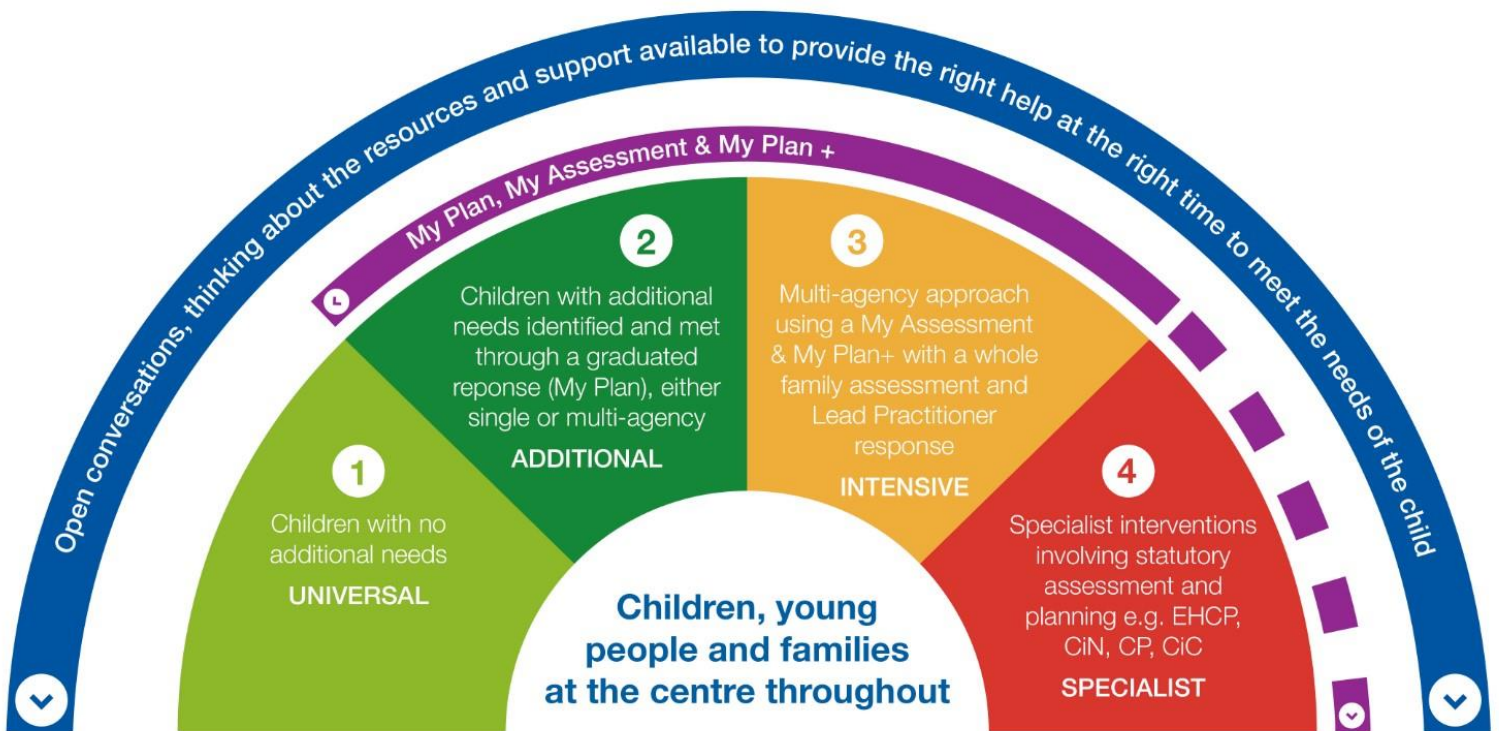 Open conversations, thinking about the resources and support available to provide the right help at the right time to meet the needs of the child
My Plan, My Assessment & My Plan +
1
Children with no
additional needs
UNIVERSAL
2
Children with additional
needs identified and met
through a graduated
reponse (My Plan), either
single or multi-agency
ADDITIONAL
3
Multi-agency approach
using a My Assessment
& My Plan+ with a whole
family assessment and
Lead Practitioner
response
INTENSIVE
4
Specialist interventions
involving statutory
assessment and
planning e.g. EHCP,
CiN, CP, CiC
SPECIALIST
Children, young
people and families
at the centre throughout